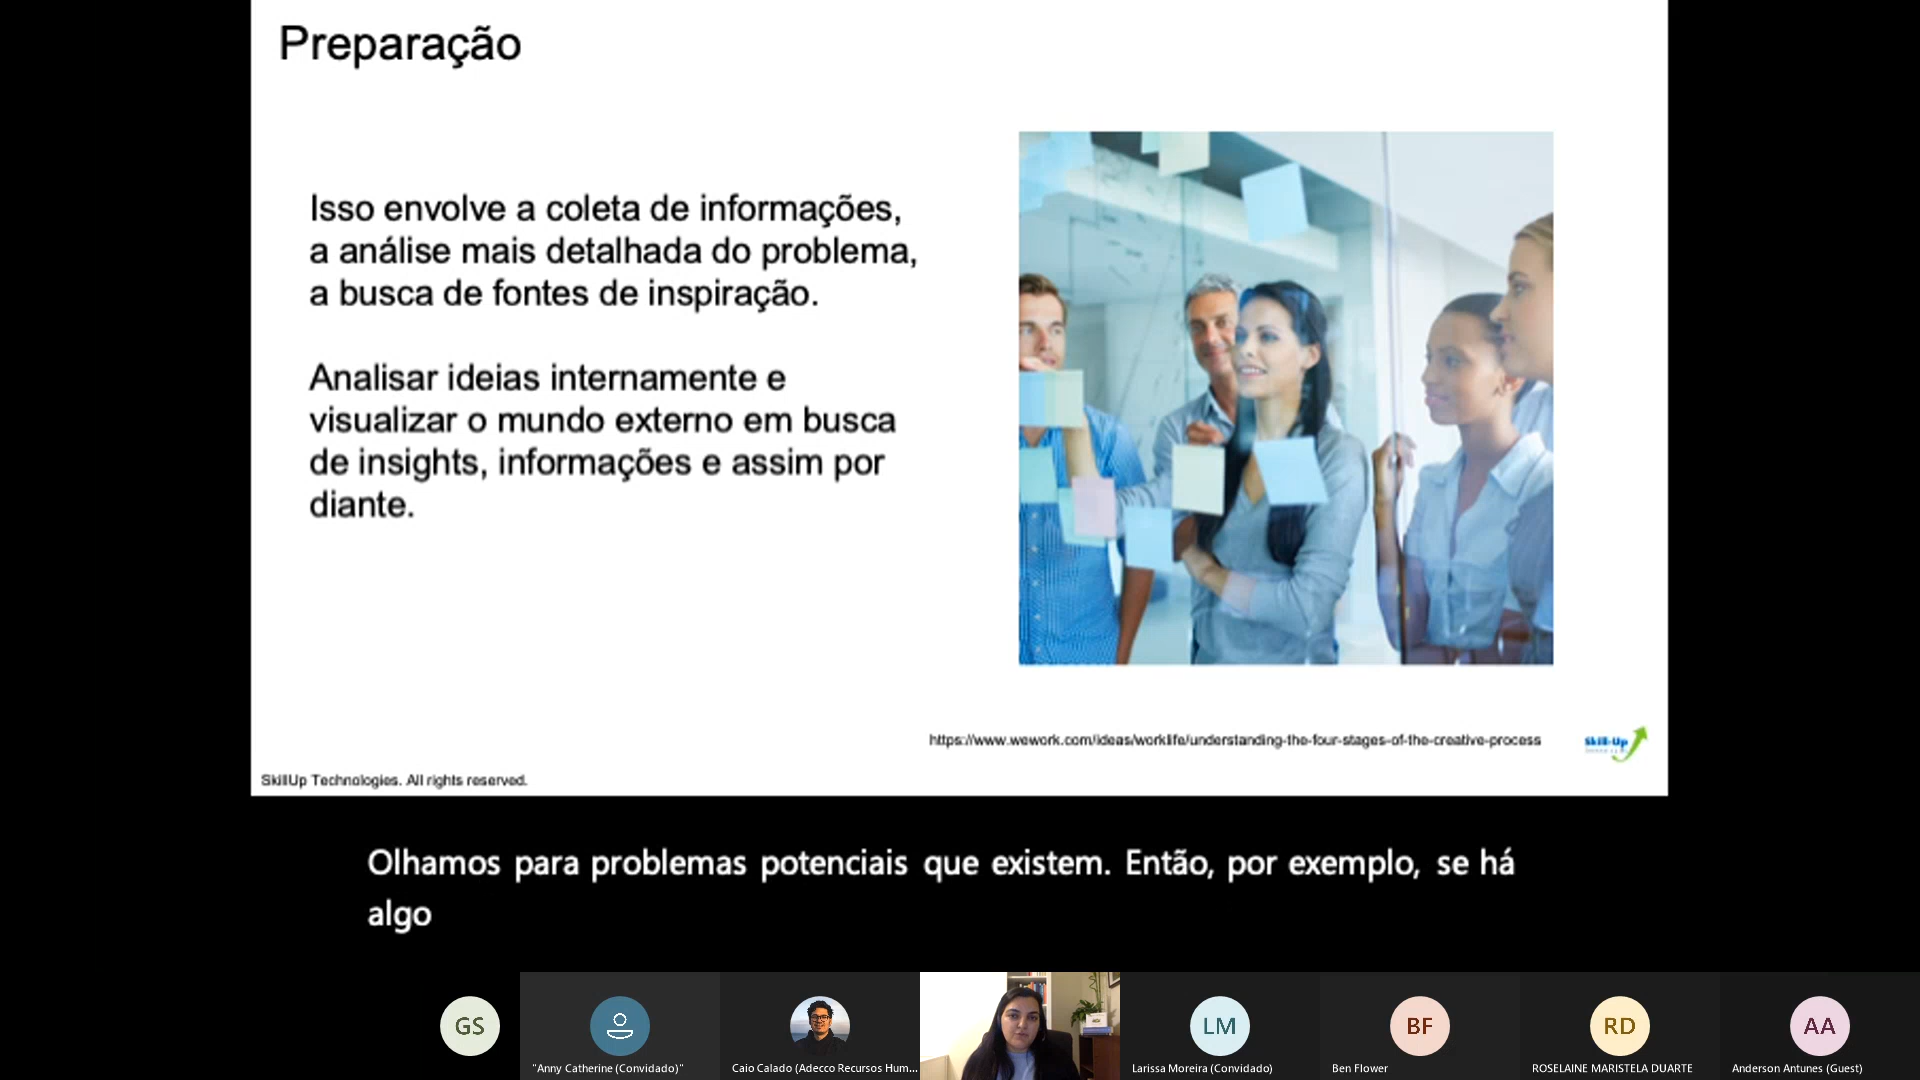 Preparação
Isso envolve a coleta de informações,
a análise mais detalhada do problema,
a busca de fontes de inspiração.
Analisar ideias internamente e
visualizar o mundo externo em busca
de insights, informações e assim por
diante.
https://www.wework.com/ideas/worklife/understanding-the-four-stages-of-the-creative-process
Skill-Up
SkillUp Technologies. All rights reserved.
Olhamos para problemas potenciais que existem. Então, por exemplo, se há
algo
GS
LM
BF
RD
AA
"Anny Catherine (Convidado)"
Caio Calado (Adecco Recursos Hum...
Larissa Moreira (Convidado)
Ben Flower
ROSELAINE MARISTELA DUARTE
Anderson Antunes (Guest)